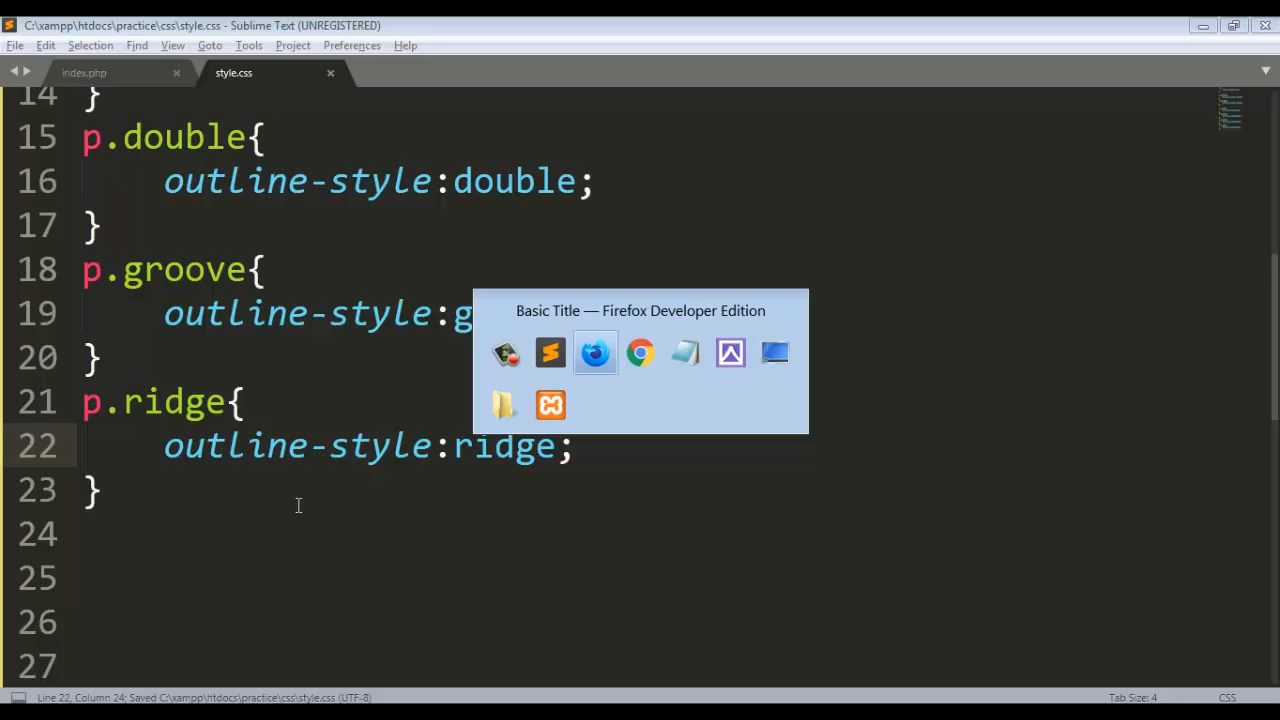 C:\xampp\htdocs\practice\css\style.css - Sublime Text (UNREGISTERED)
File Edit Selection Find View Goto Tools Project Preferences Help
index.php style.css
14 }
15 p.double{
16 outline-style:double;
17 }
18 p.groove{
19 outline-style:g
20 }
21 p.ridge{
22 outline-style:ridge;
23 }
24
25
26
27
Basic Title — Firefox Developer Edition
Line 22, Column 24; Saved C:\xampp\htdocs\practice\css\style.css (UTF-8) Tab Size: 4 CSS